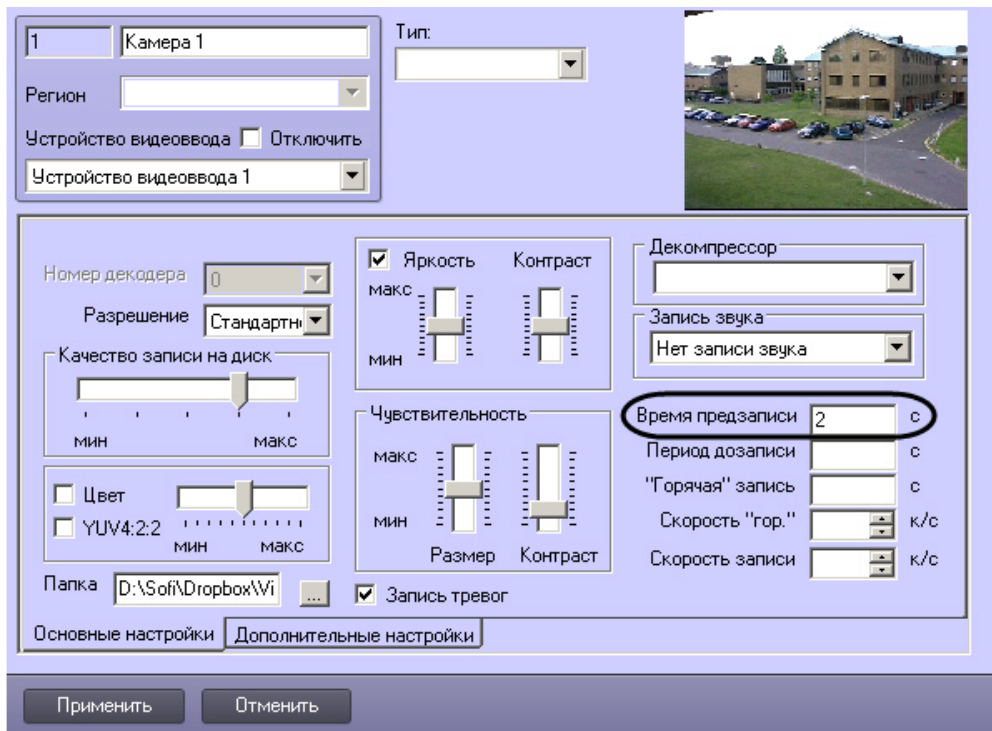 1
Камера 1
Тип:
Регион
Устройство видеоввода
Отключить
Устройство видеоввода 1
Номер декодера
0
Разрешение
Стандартн
Качество записи на диск
мин
макс
Цвет
YUV4:2:2
мин
макс
Папка
D:\Sofi\Dropbox\Vi
...
Яркость
Контраст
макс
мин
Чувствительность
макс
мин
Размер
Контраст
Запись тревог
Декомпрессор
Запись звука
Нет записи звука
Время предзаписи
2
с
Период дозаписи
с
"Горячая" запись
с
Скорость "гор."
к/с
Скорость записи
к/с
Основные настройки
Дополнительные настройки
Применить
Отменить